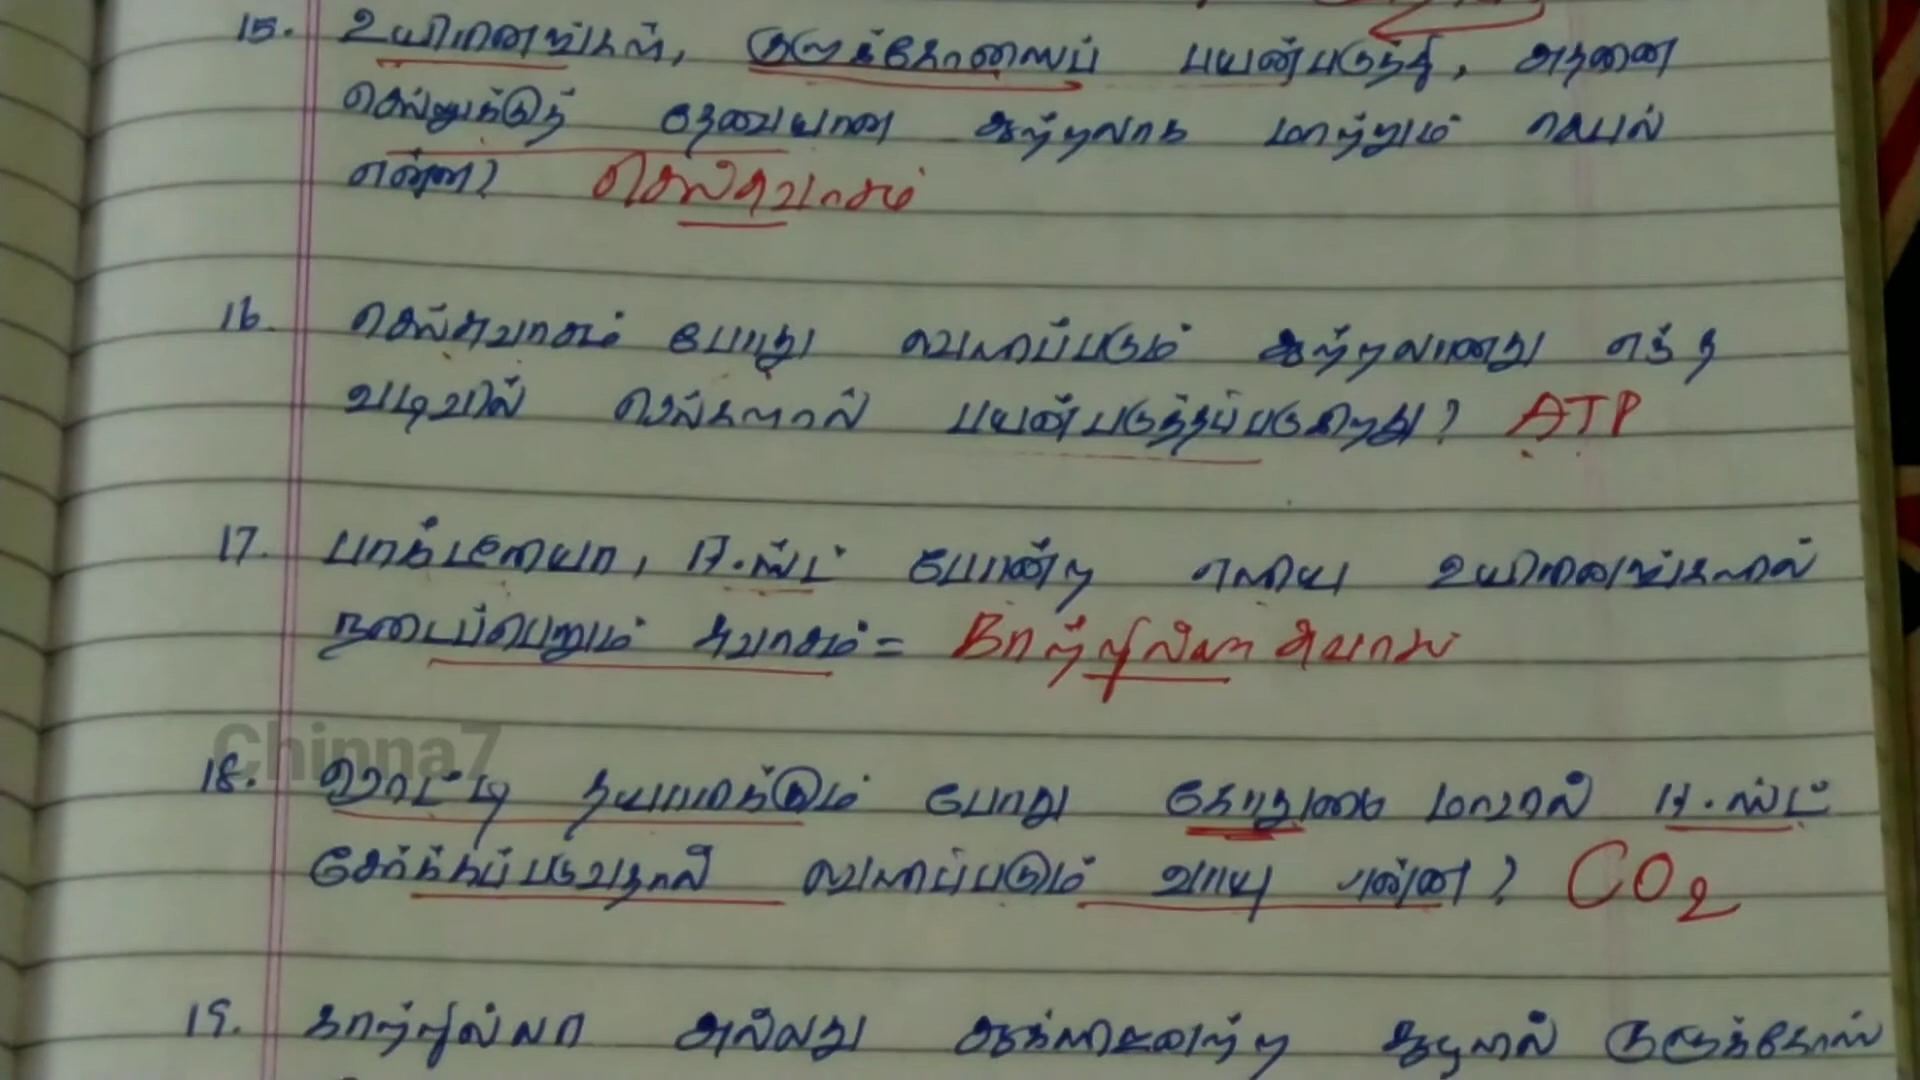 15. உயிரினங்கள், குளுக்கோஸைப் பயன்படுத்தி, அதனை
செல்லுக்குத் தேவையான ஆற்றலாக மாற்றும் செயல்
என்ன? செல்சுவாசம்
16. செல்சுவாசம் போது வெளிப்படும் ஆற்றலானது எந்த
வடிவில் செல்களால் பயன்படுத்தப்படுகிறது? ATP
17. பாக்டீரியா, ஈ.ஸ்ட் போன்ற எளிய உயிரினங்களில்
நடைபெறும் சுவாசம் = காற்றில்லா சுவாசம்
Chinna7
18. ரொட்டி தயாரிக்கும் போது கோதுமை மாவில் ஈ.ஸ்ட்
சேர்க்கப்படுவதால் வெளிப்படும் வாயு என்ன? CO2
19. காற்றில்லா அல்லது ஆக்ஸிஜனற்ற சூழலில் குளுக்கோஸ்